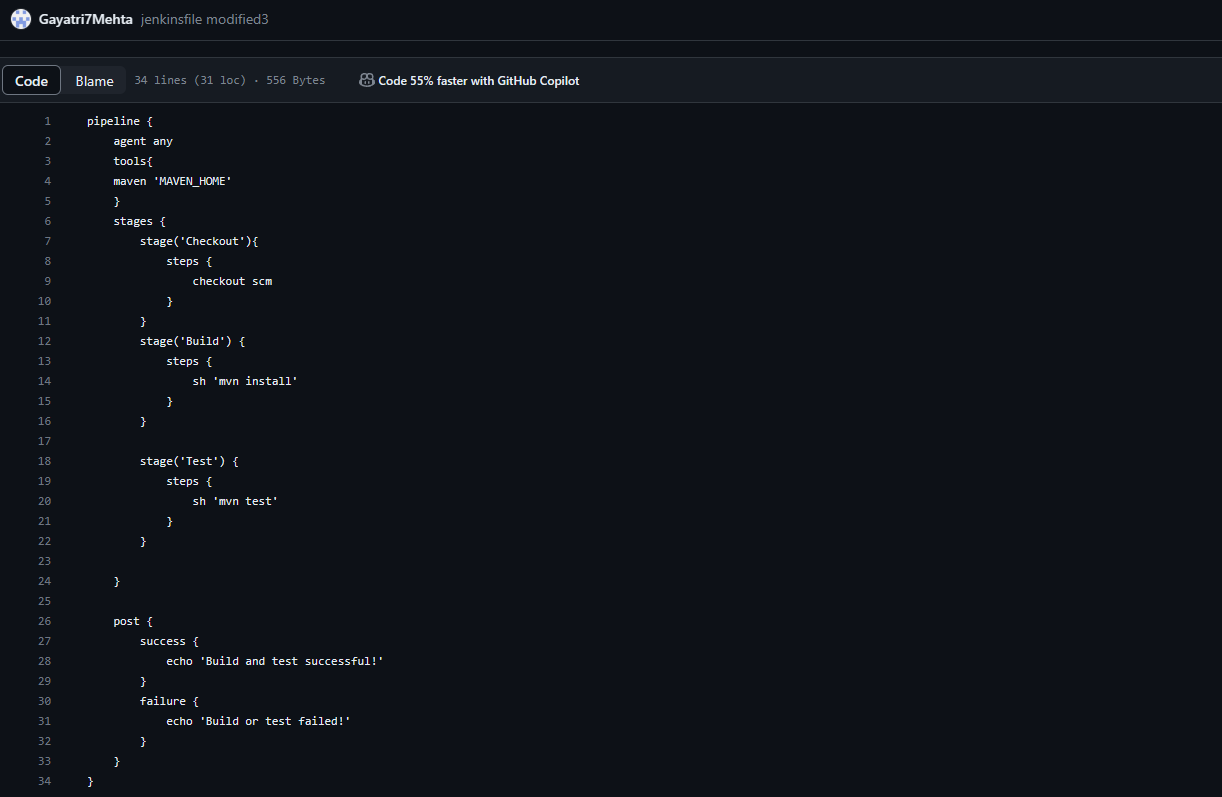 Gayatri7Mehta jenkinsfile modified3
Code Blame 34 lines (31 loc) · 556 Bytes Code 55% faster with GitHub Copilot
1 pipeline {
2     agent any
3     tools{
4     maven 'MAVEN_HOME'
5     }
6     stages {
7         stage('Checkout'){
8             steps {
9                 checkout scm
10             }
11         }
12         stage('Build') {
13             steps {
14                 sh 'mvn install'
15             }
16         }
17
18         stage('Test') {
19             steps {
20                 sh 'mvn test'
21             }
22         }
23
24     }
25
26     post {
27         success {
28             echo 'Build and test successful!'
29         }
30         failure {
31             echo 'Build or test failed!'
32         }
33     }
34 }